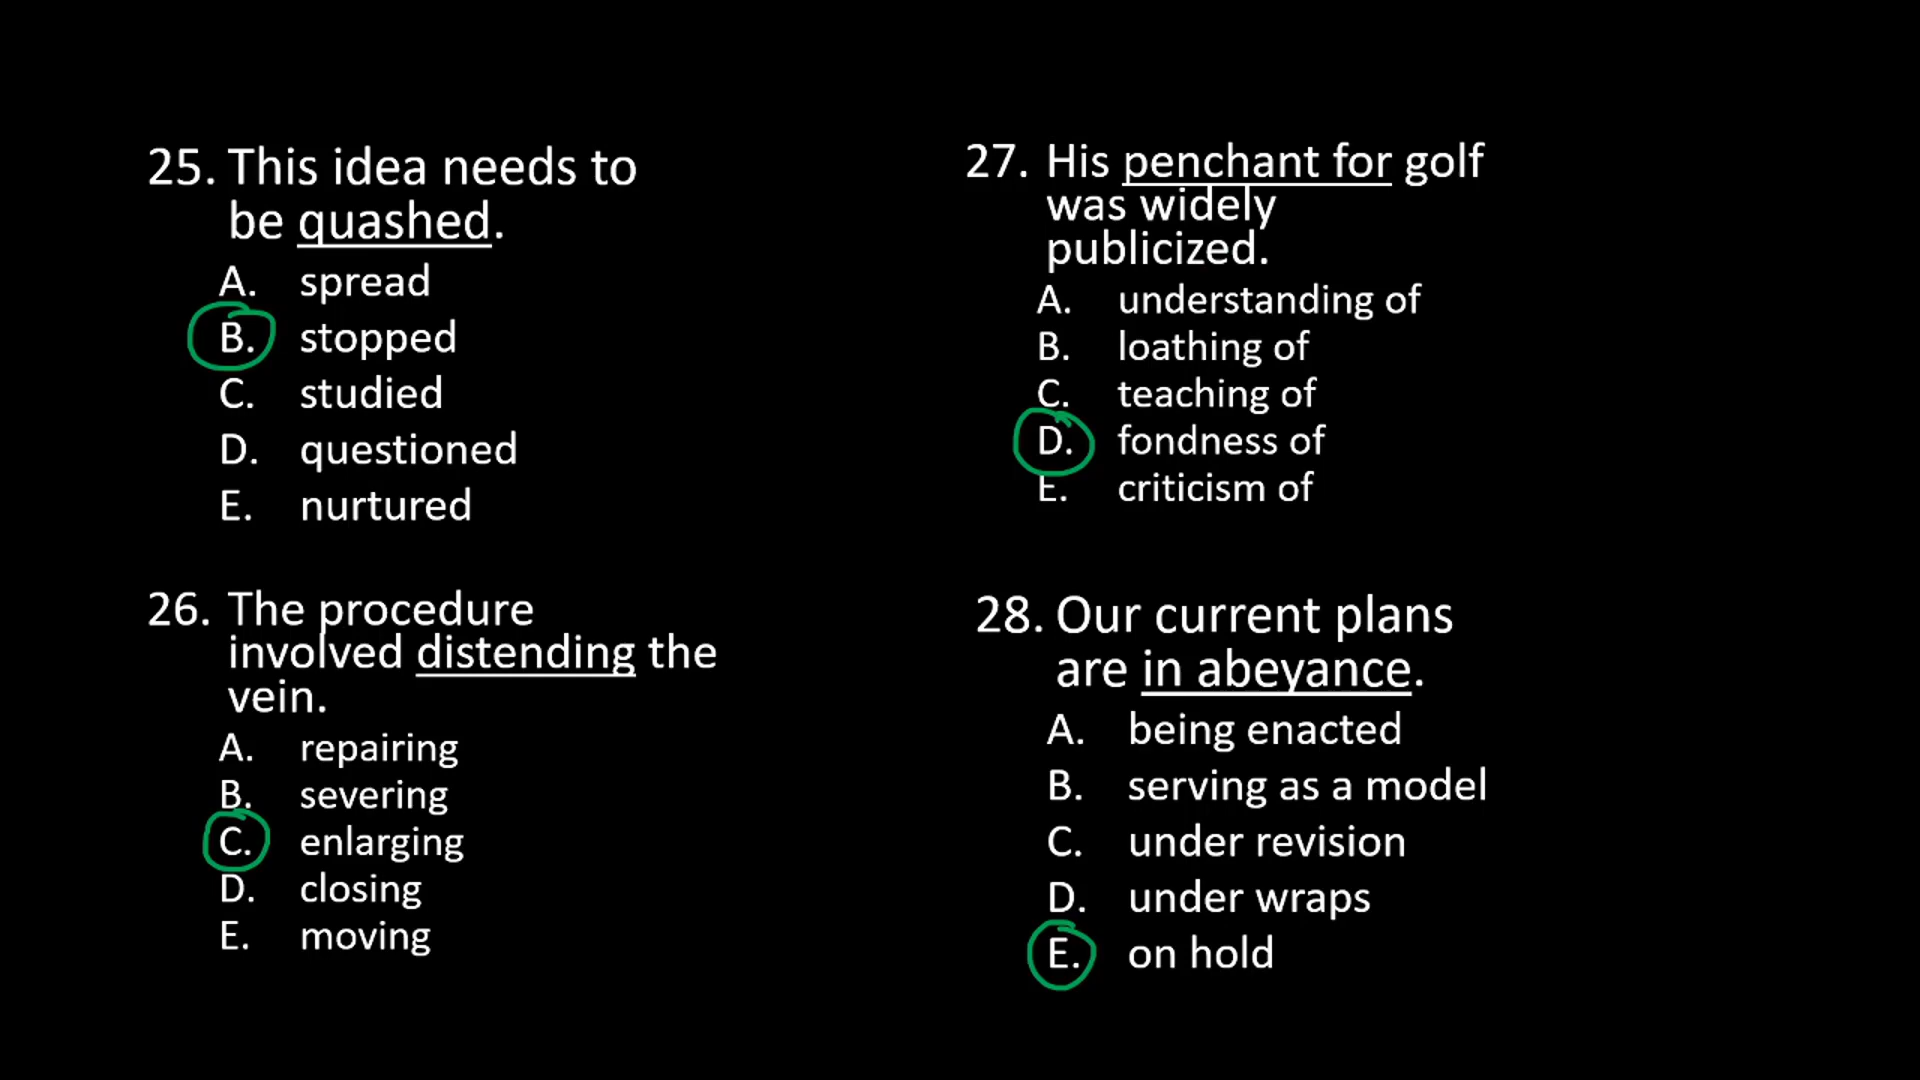 25. This idea needs to
be quashed.
A. spread
B. stopped
C. studied
D. questioned
E. nurtured
26. The procedure
involved distending the
vein.
A. repairing
B. severing
C. enlarging
D. closing
E. moving
27. His penchant for golf
was widely
publicized.
A. understanding of
B. loathing of
C. teaching of
D. fondness of
E. criticism of
28. Our current plans
are in abeyance.
A. being enacted
B. serving as a model
C. under revision
D. under wraps
E. on hold